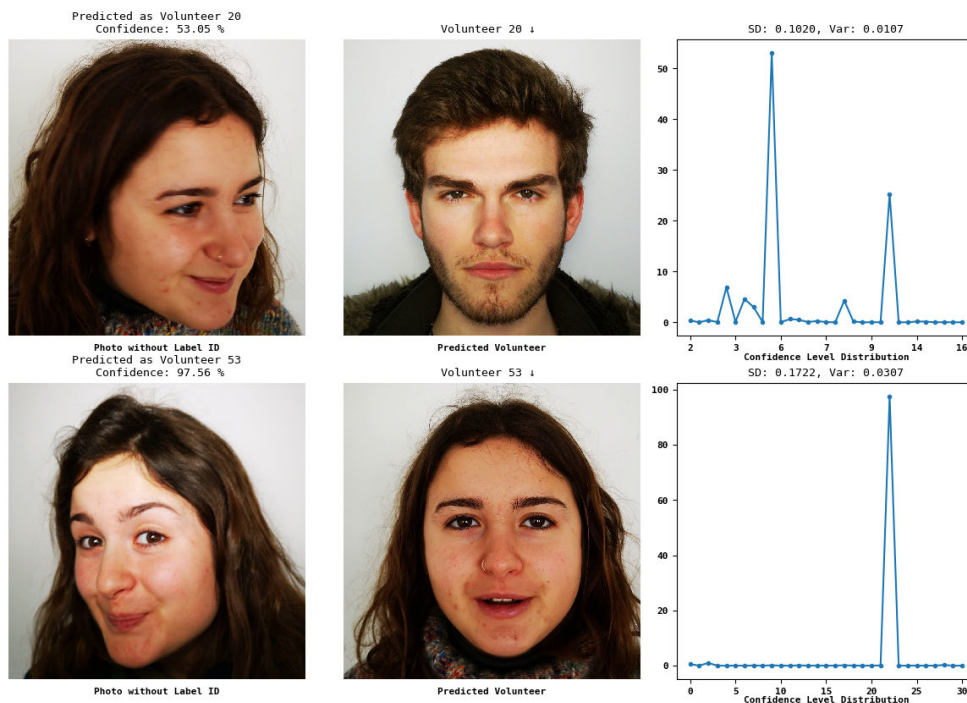 Predicted as Volunteer 20
Confidence: 53.05 %
Volunteer 20 ↓
SD: 0.1020, Var: 0.0107
50
40
30
20
10
0
2 3 6 7 9 14 16
Photo without Label ID
Predicted Volunteer
Confidence Level Distribution
Predicted as Volunteer 53
Confidence: 97.56 %
Volunteer 53 ↓
SD: 0.1722, Var: 0.0307
100
80
60
40
20
0
0 5 10 15 20 25 30
Photo without Label ID
Predicted Volunteer
Confidence Level Distribution